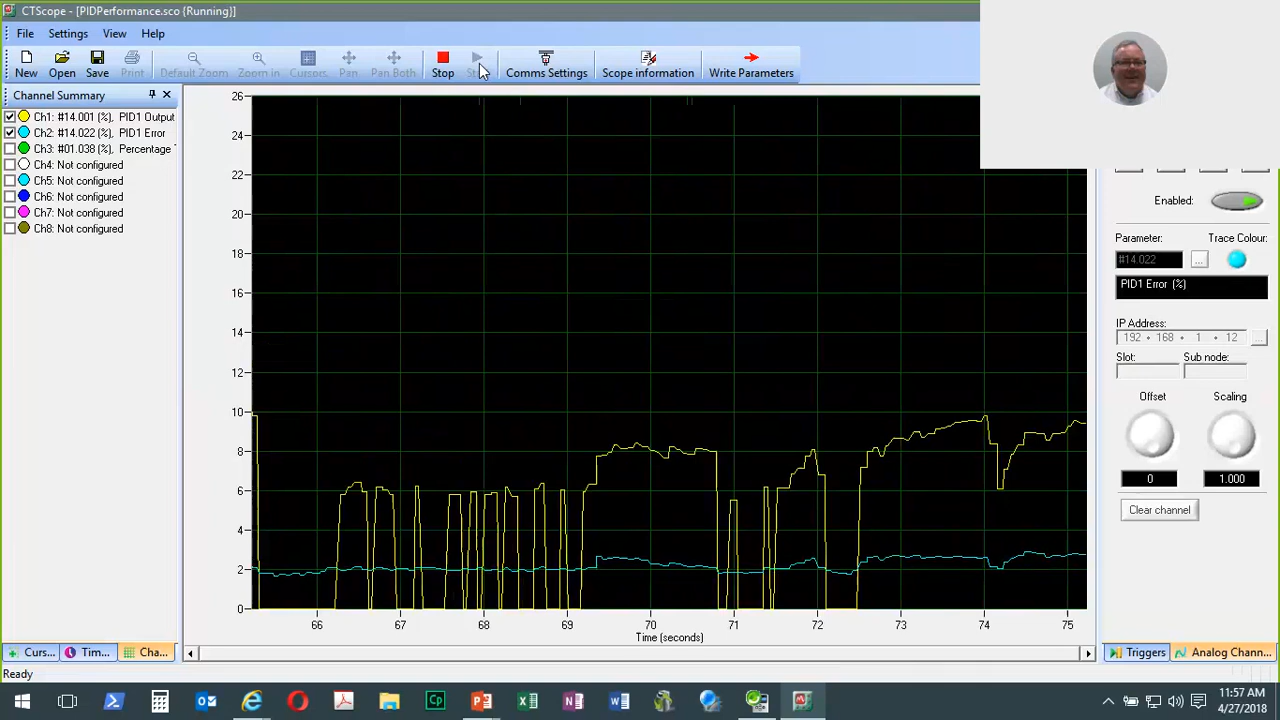 CTScope - [PIDPerformance.sco {Running}]
File Settings View Help
New Open Save Print Default Zoom Zoom in Cursors Pan Pan Both Stop Comms Settings Scope information Write Parameters
Channel Summary
Ch1: #14.001 (%), PID1 Output
Ch2: #14.022 (%), PID1 Error
Ch3: #01.038 (%), Percentage
Ch4: Not configured
Ch5: Not configured
Ch6: Not configured
Ch7: Not configured
Ch8: Not configured
26
24
22
20
18
16
14
12
10
8
6
4
2
0
66 67 68 69 70 71 72 73 74 75
Time (seconds)
Enabled:
Parameter: Trace Colour:
#14.022 ...
PID1 Error (%)
IP Address:
192 • 168 • 1 • 12 ...
Slot: Sub node:
Offset Scaling
0 1.000
Clear channel
Curs... Tim... Cha... Triggers Analog Chann...
Ready
11:57 AM
4/27/2018